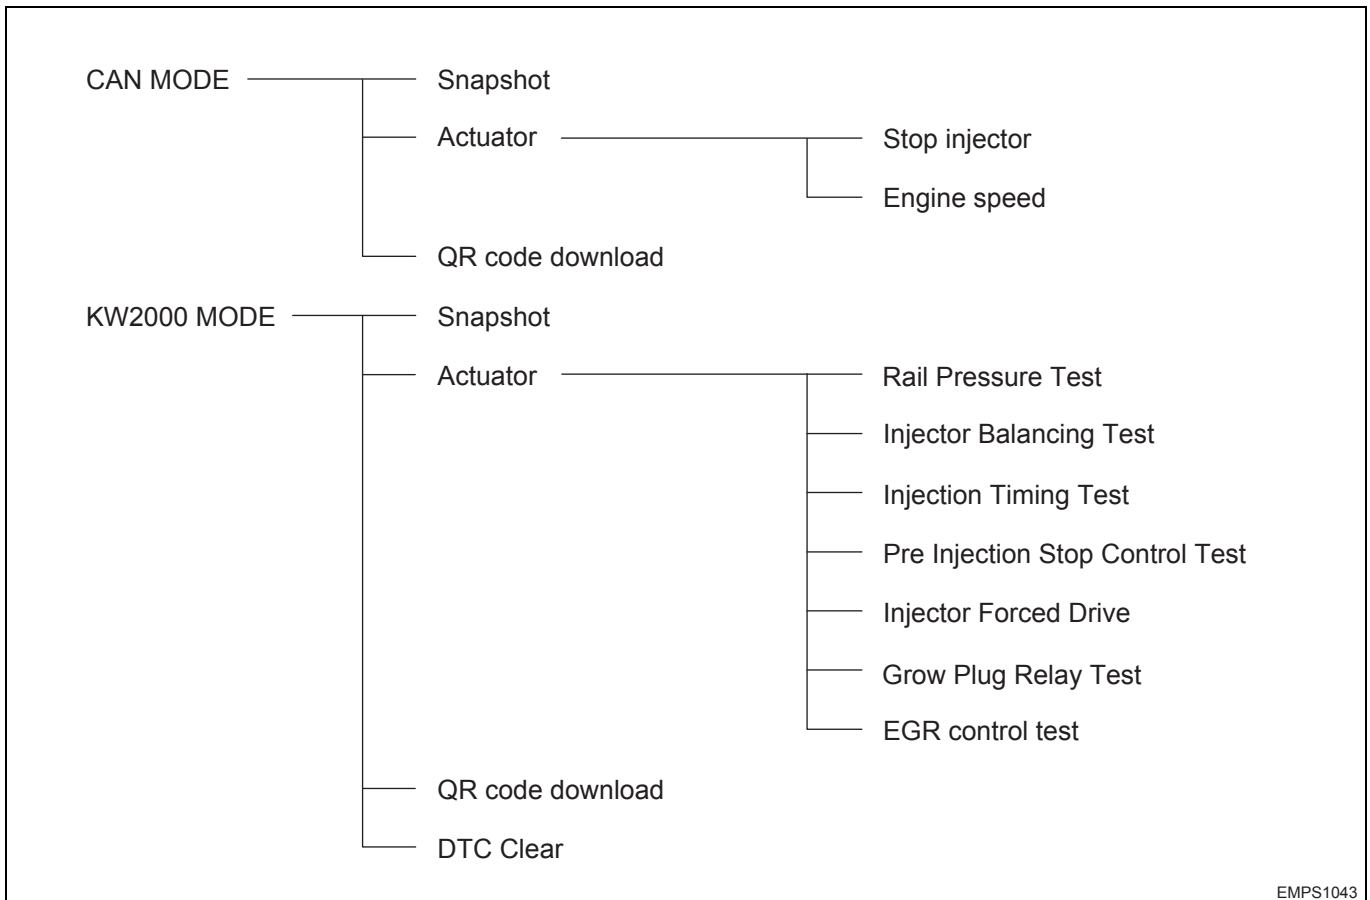 CAN MODE
Snapshot
Actuator
Stop injector
Engine speed
QR code download
KW2000 MODE
Snapshot
Actuator
Rail Pressure Test
Injector Balancing Test
Injection Timing Test
Pre Injection Stop Control Test
Injector Forced Drive
Grow Plug Relay Test
EGR control test
QR code download
DTC Clear
EMPS1043